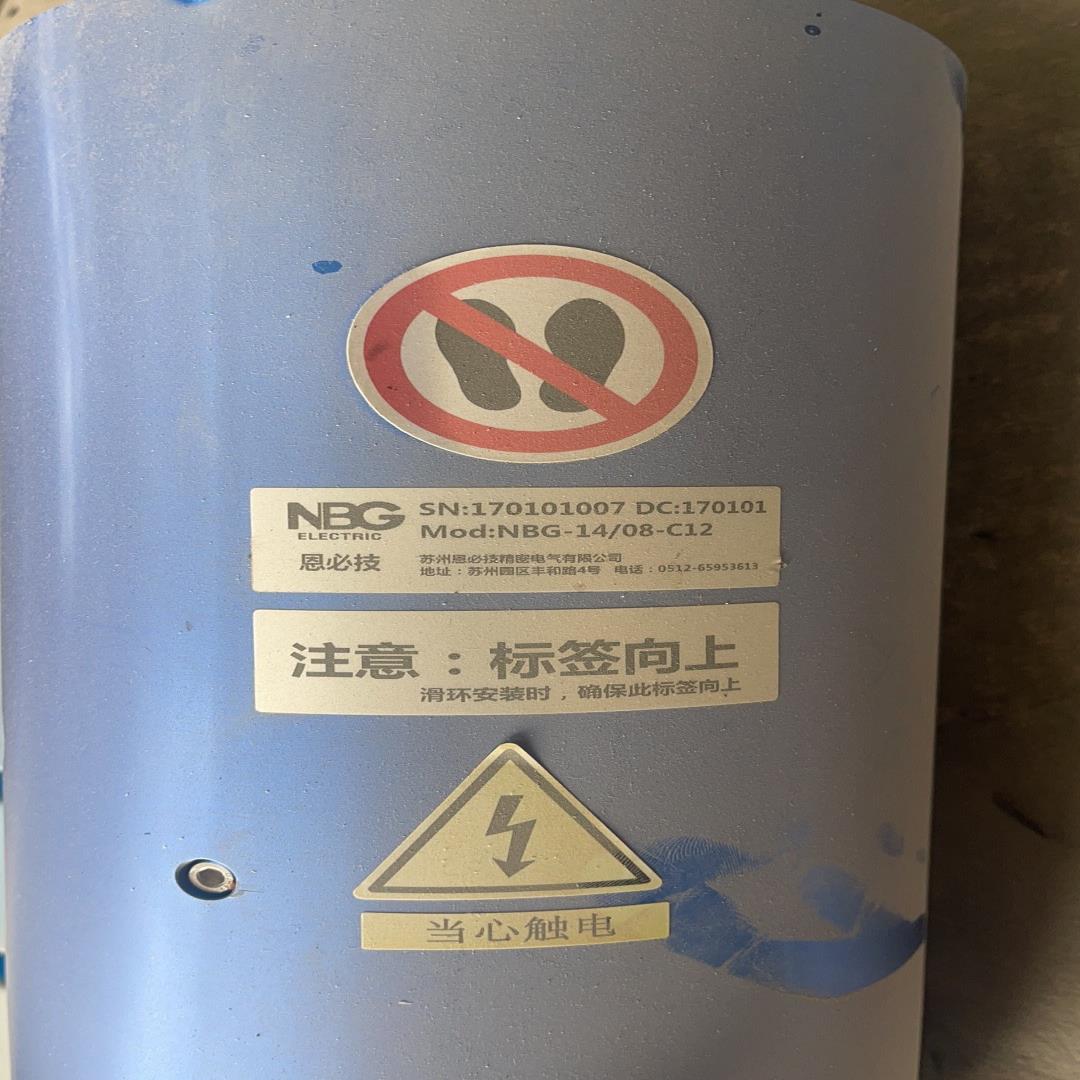 NBG
ELECTRIC
恩必技
SN:170101007 DC:170101
Mod:NBG-14/08-C12
苏州恩必技精密电气有限公司
地址：苏州园区丰和路4号 电话：0512-65953613
注意：标签向上
滑环安装时，确保此标签向上
当心触电